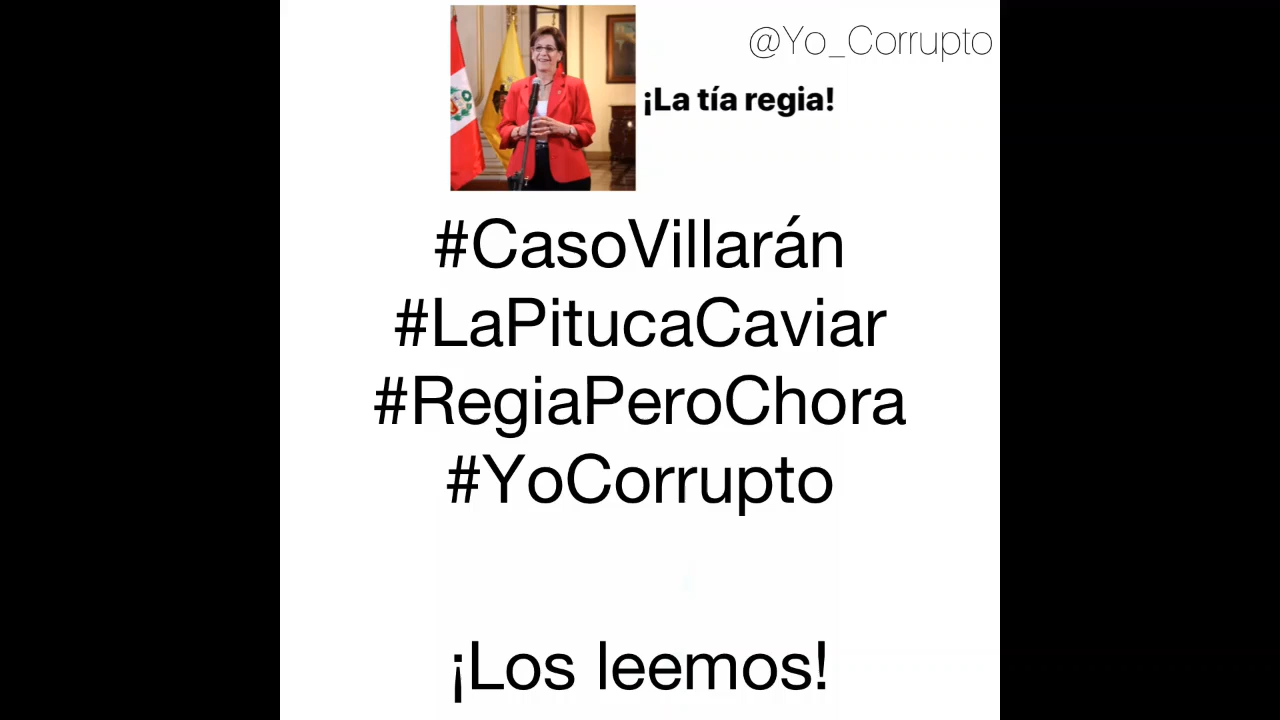 @Yo_Corrupto
¡La tía regia!
#CasoVillarán
#LaPitucaCaviar
#RegiaPeroChora
#YoCorrupto
¡Los leemos!